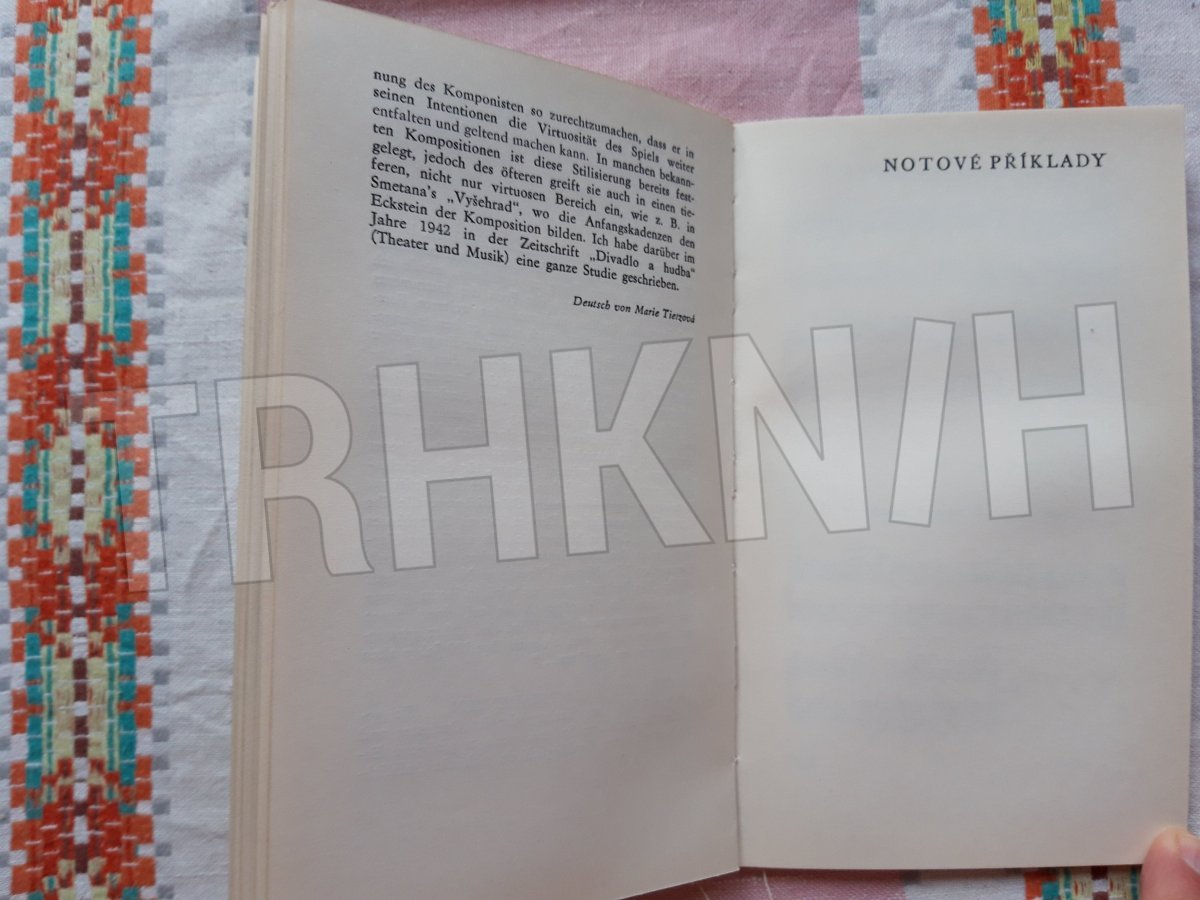 nung des Komponisten so zurechtzumachen, dass er in
seinen Intentionen die Virtuosität des Spiels weiter
entfalten und geltend machen kann. In manchen bekann-
ten Kompositionen ist diese Stilisierung bereits fest-
gelegt, jedoch des öfteren greift sie auch in einen tie-
feren, nicht nur virtuosen Bereich ein, wie z. B. in
Smetana's „Vyšehrad“, wo die Anfangskadenzen den
Eckstein der Komposition bilden. Ich habe darüber im
Jahre 1942 in der Zeitschrift „Divadlo a hudba“
(Theater und Musik) eine ganze Studie geschrieben.
Deutsch von Marie Tietzová
NOTOVÉ PŘÍKLADY
TRHKN/H